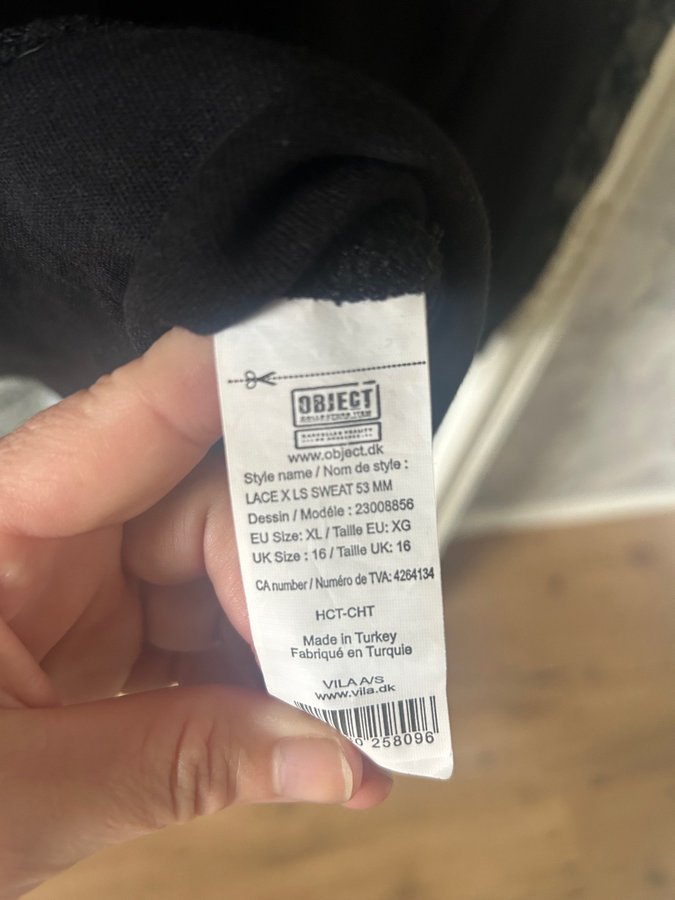 OBJECT
www.object.dk
Style name / Nom de style :
LACE X LS SWEAT 53 MM
Dessin / Modéle : 23008856
EU Size: XL / Taille EU: XG
UK Size : 16 / Taille UK: 16
CA number / Numéro de TVA: 4264134
HCT-CHT
Made in Turkey
Fabriqué en Turquie
VILA A/S
www.vila.dk
0 258096